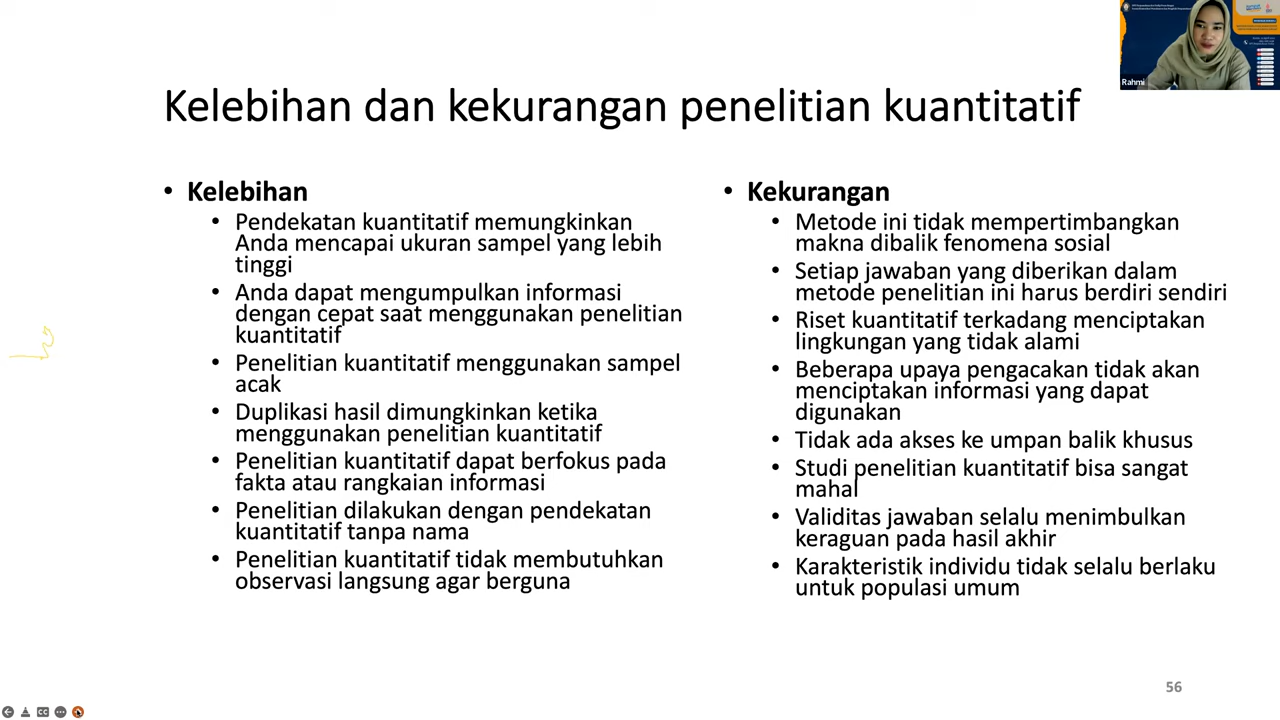 Rahmi
Kelebihan dan kekurangan penelitian kuantitatif
• Kelebihan
• Pendekatan kuantitatif memungkinkan
Anda mencapai ukuran sampel yang lebih
tinggi
• Anda dapat mengumpulkan informasi
dengan cepat saat menggunakan penelitian
kuantitatif
• Penelitian kuantitatif menggunakan sampel
acak
• Duplikasi hasil dimungkinkan ketika
menggunakan penelitian kuantitatif
• Penelitian kuantitatif dapat berfokus pada
fakta atau rangkaian informasi
• Penelitian dilakukan dengan pendekatan
kuantitatif tanpa nama
• Penelitian kuantitatif tidak membutuhkan
observasi langsung agar berguna
• Kekurangan
• Metode ini tidak mempertimbangkan
makna dibalik fenomena sosial
• Setiap jawaban yang diberikan dalam
metode penelitian ini harus berdiri sendiri
• Riset kuantitatif terkadang menciptakan
lingkungan yang tidak alami
• Beberapa upaya pengacakan tidak akan
menciptakan informasi yang dapat
digunakan
• Tidak ada akses ke umpan balik khusus
• Studi penelitian kuantitatif bisa sangat
mahal
• Validitas jawaban selalu menimbulkan
keraguan pada hasil akhir
• Karakteristik individu tidak selalu berlaku
untuk populasi umum
56
CC